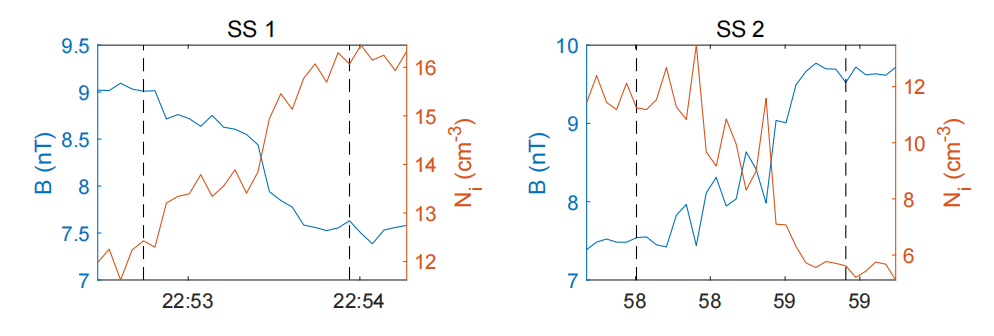 SS 1
9.5
9
8.5
8
7.5
7
B (nT)
16
15
14
13
12
N_i (cm^-3)
22:53 22:54
SS 2
10
9
8
7
B (nT)
12
10
8
6
N_i (cm^-3)
58 58 59 59